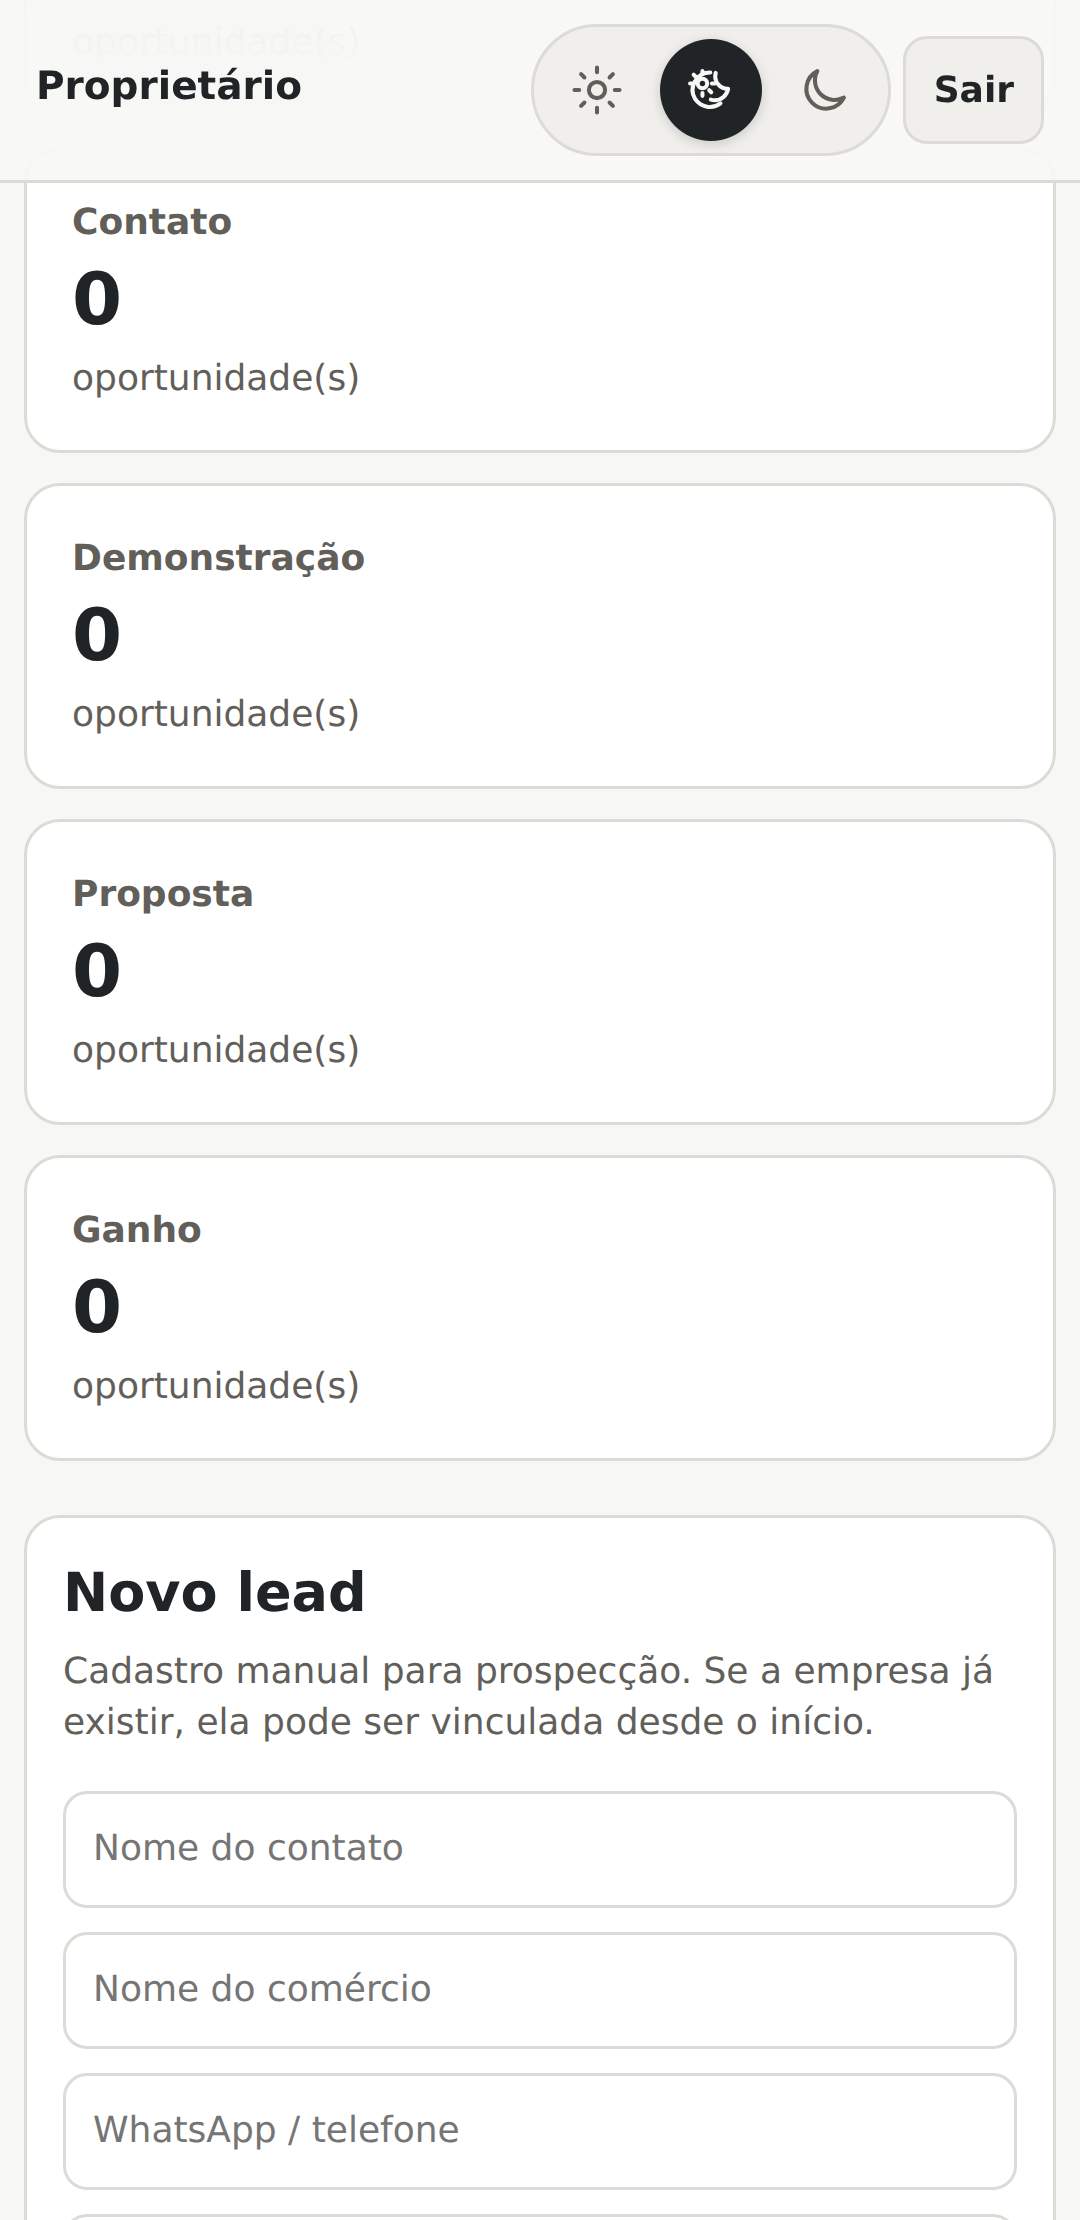 oportunidade(s)
Proprietário
Sair
Contato
0
oportunidade(s)
Demonstração
0
oportunidade(s)
Proposta
0
oportunidade(s)
Ganho
0
oportunidade(s)
Novo lead
Cadastro manual para prospecção. Se a empresa já
existir, ela pode ser vinculada desde o início.
Nome do contato
Nome do comércio
WhatsApp / telefone